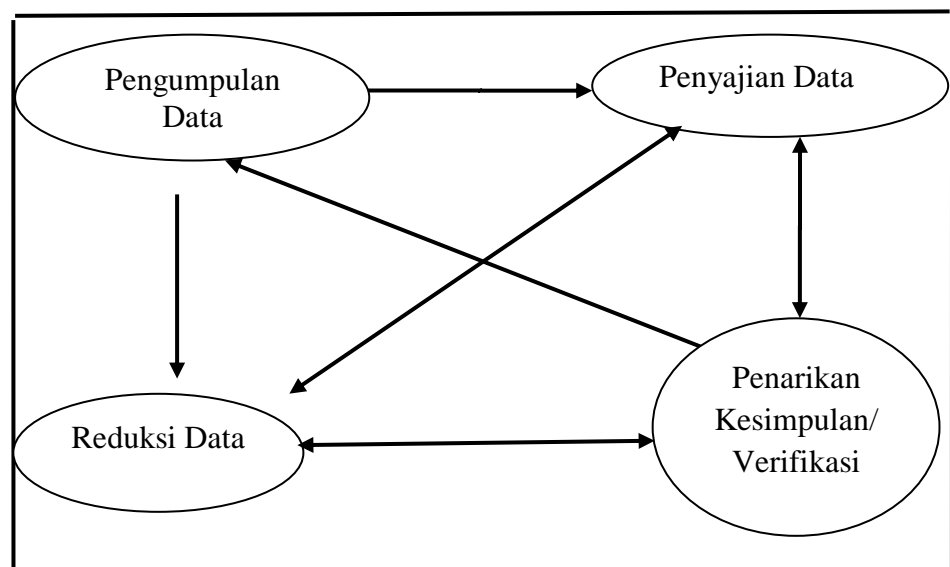 Pengumpulan
Data
Penyajian Data
Reduksi Data
Penarikan
Kesimpulan/
Verifikasi